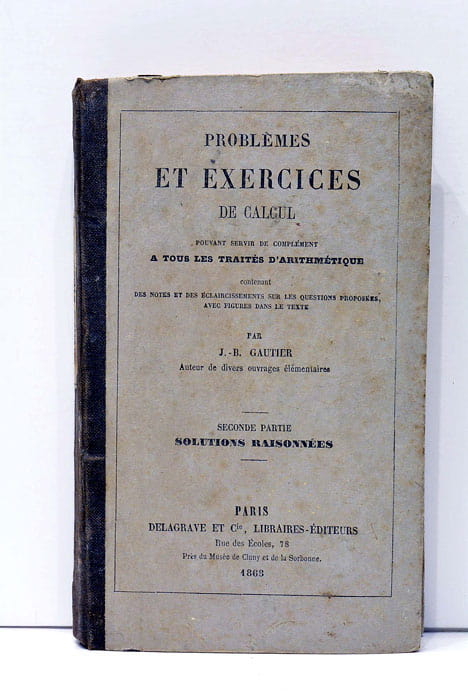 PROBLÈMES
ET EXERCICES
DE CALCUL
POUVANT SERVIR DE COMPLÉMENT
A TOUS LES TRAITÉS D'ARITHMÉTIQUE
contenant
DES NOTES ET DES ÉCLAIRCISSEMENTS SUR LES QUESTIONS PROPOSÉES,
AVEC FIGURES DANS LE TEXTE
PAR
J.-B. GAUTIER
Auteur de divers ouvrages élémentaires
SECONDE PARTIE
SOLUTIONS RAISONNÉES
PARIS
DELAGRAVE ET Cie, LIBRAIRES-ÉDITEURS
Rue des Écoles, 78
Près du Musée de Cluny et de la Sorbonne.
1868